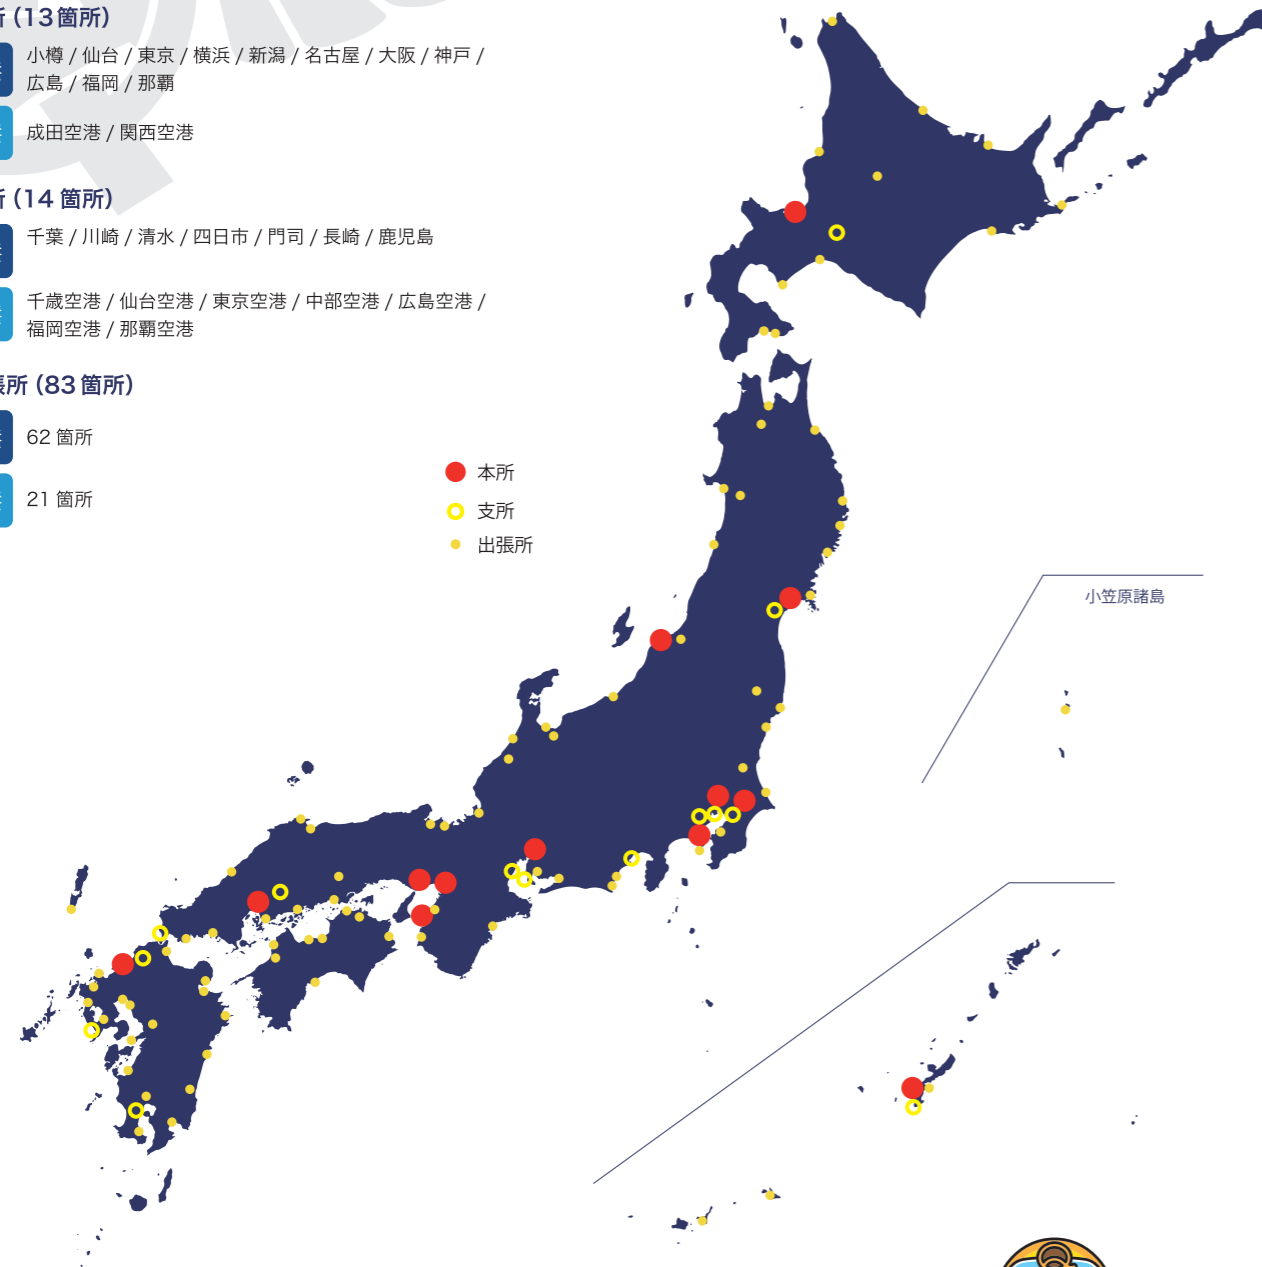 所（13箇所）
小樽 / 仙台 / 東京 / 横浜 / 新潟 / 名古屋 / 大阪 / 神戸 /
広島 / 福岡 / 那覇
成田空港 / 関西空港
所（14 箇所）
千葉 / 川崎 / 清水 / 四日市 / 門司 / 長崎 / 鹿児島
千歳空港 / 仙台空港 / 東京空港 / 中部空港 / 広島空港 /
福岡空港 / 那覇空港
張所（83 箇所）
62 箇所
21 箇所
本所
支所
出張所
小笠原諸島